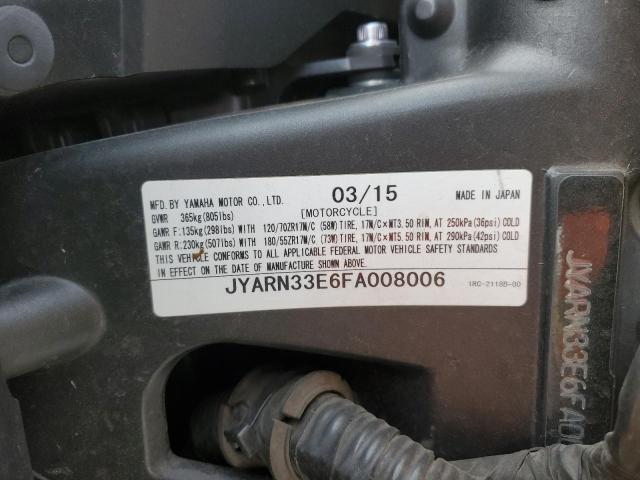 MFD. BY YAMAHA MOTOR CO., LTD. 03/15 MADE IN JAPAN
GVWR 365kg(805lbs) [MOTORCYCLE]
GAWR F:135kg(298lbs) WITH 120/70ZR17M/C (58W) TIRE, 17M/C×MT3.50 RIM, AT 250kPa(36psi) COLD
GAWR R:230kg(507lbs) WITH 180/55ZR17M/C (73W) TIRE, 17M/C×MT5.50 RIM, AT 290kPa(42psi) COLD
THIS VEHICLE CONFORMS TO ALL APPLICABLE FEDERAL MOTOR VEHICLE SAFETY STANDARDS
IN EFFECT ON THE DATE OF MANUFACTURE SHOWN ABOVE.
JYARN33E6FA008006 1RC-2118B-00
JYARN33E6FA0